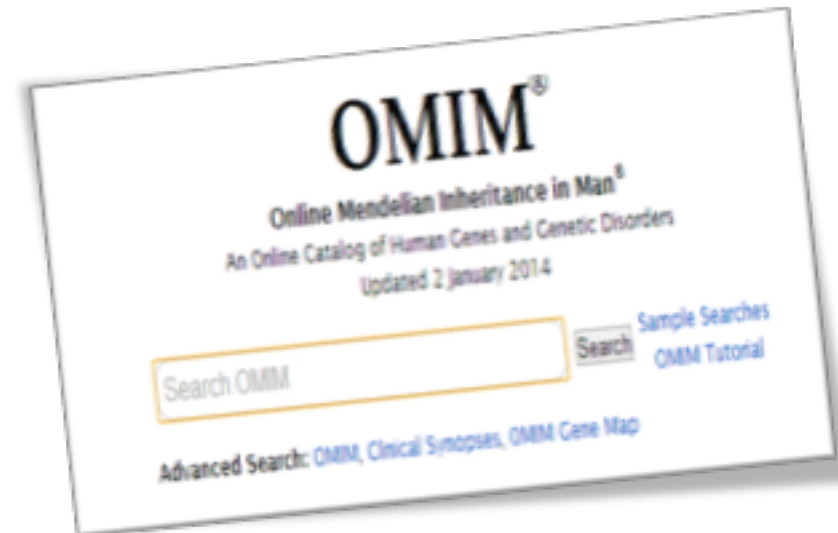 OMIM®
Online Mendelian Inheritance in Man®
An Online Catalog of Human Genes and Genetic Disorders
Updated 2 January 2014
Search OMIM
Search
Sample Searches
OMIM Tutorial
Advanced Search: OMIM, Clinical Synopses, OMIM Gene Map